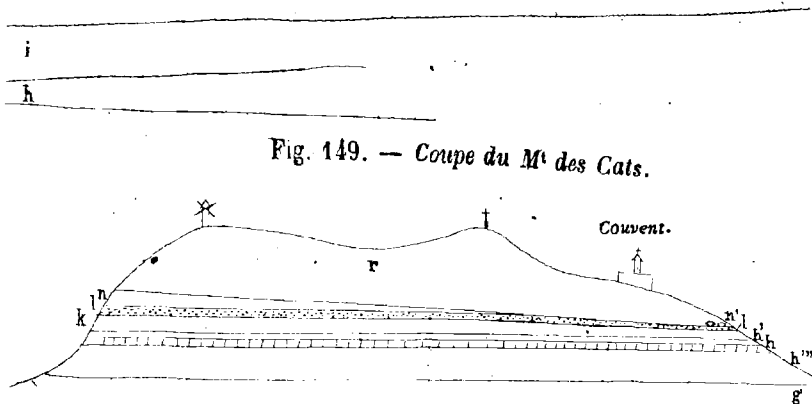 i
h
Fig. 149. — Coupe du Mt des Cats.
Couvent.
r
n
l
k
n' l
h' h
h'''
g